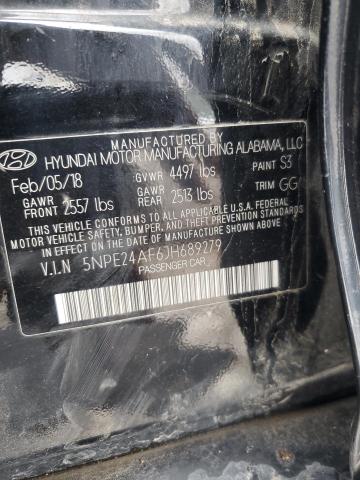 MANUFACTURED BY
HYUNDAI MOTOR MANUFACTURING ALABAMA, LLC
Feb/05/18 GVWR 4497 lbs PAINT S3
GAWR FRONT 2557 lbs GAWR REAR 2513 lbs TRIM GG
THIS VEHICLE CONFORMS TO ALL APPLICABLE U.S. FEDERAL
MOTOR VEHICLE SAFETY, BUMPER, AND THEFT PREVENTION
STANDARDS IN EFFECT ON THE DATE OF MANUFACTURE SHOWN ABOVE.
V.I.N 5NPE24AF6JH689279
PASSENGER CAR